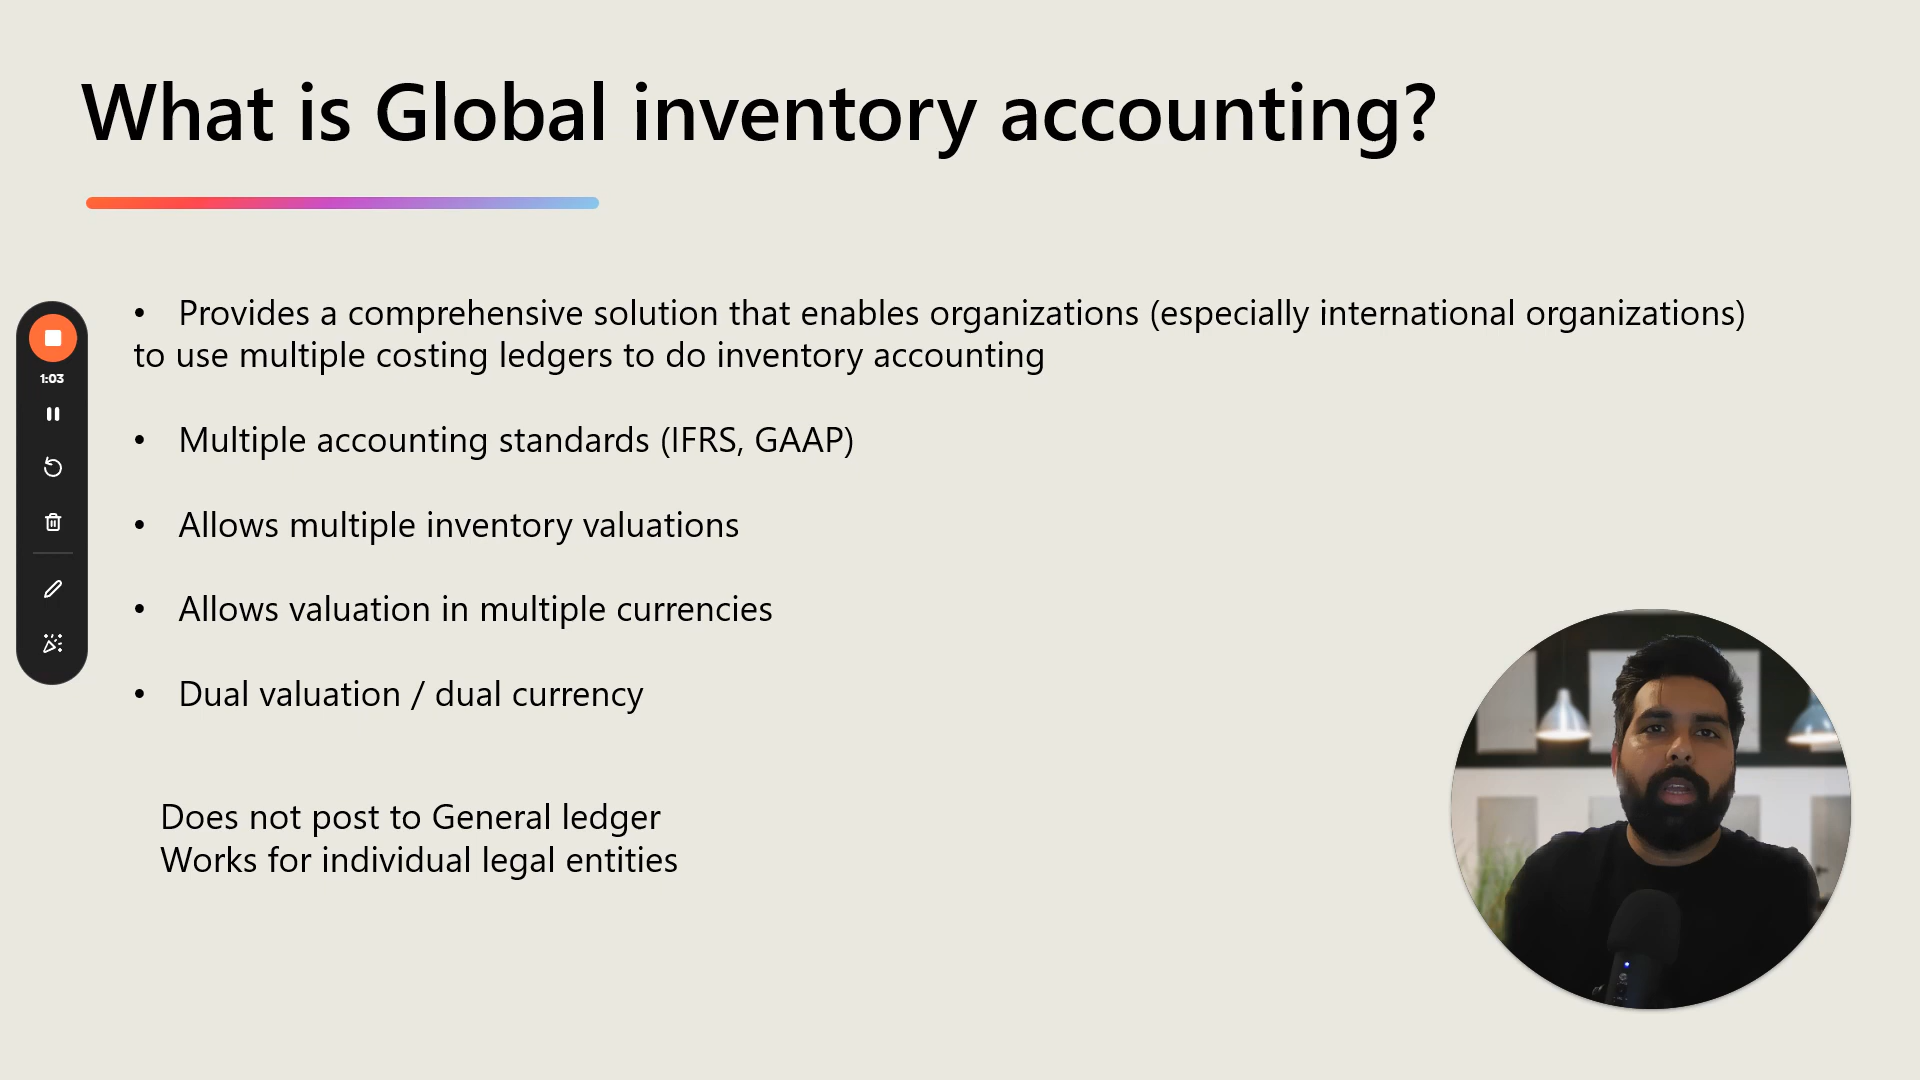 What is Global inventory accounting?
1:03
• Provides a comprehensive solution that enables organizations (especially international organizations)
to use multiple costing ledgers to do inventory accounting
• Multiple accounting standards (IFRS, GAAP)
• Allows multiple inventory valuations
• Allows valuation in multiple currencies
• Dual valuation / dual currency
Does not post to General ledger
Works for individual legal entities